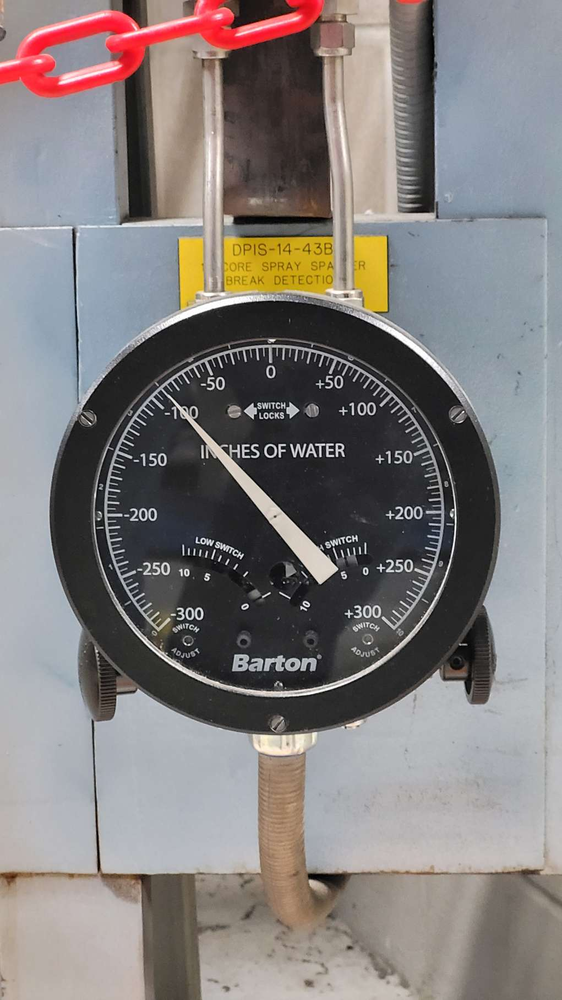 DPIS-14-43B
CORE SPRAY
BREAK
0
-50 +50
-100 +100
SWITCH
LOCKS
INCHES OF WATER
-150 +150
-200 +200
LOW SWITCH SWITCH
10 5 0 10 5 0
-250 +250
-300 +300
SWITCH
ADJUST
SWITCH
ADJUST
Barton